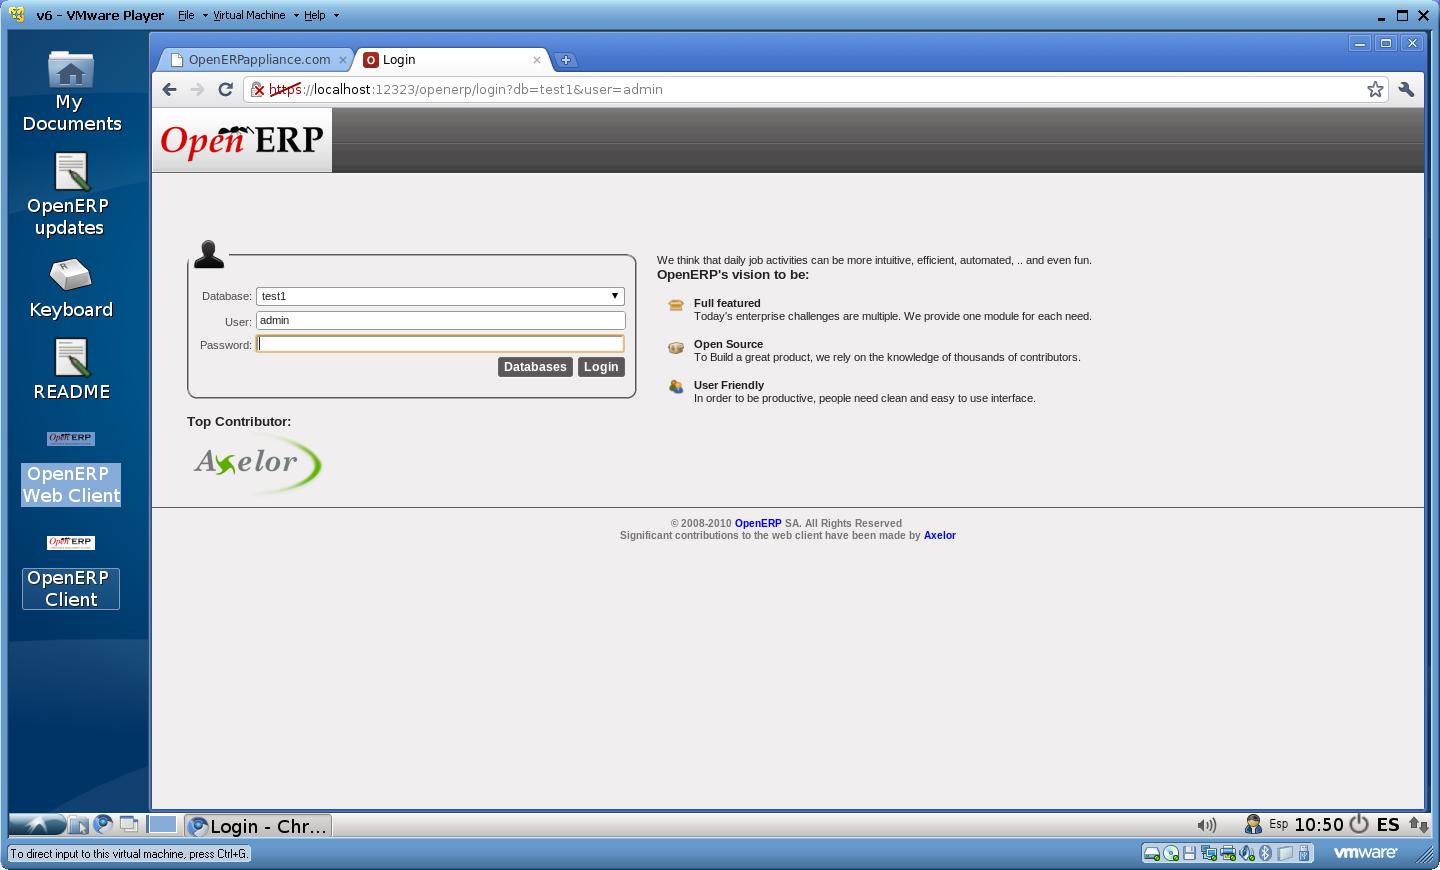 v6 - VMware Player File Virtual Machine Help
My
Documents
OpenERP
updates
Keyboard
R
README
OpenERP
OpenERP
Web Client
OpenERP
OpenERP
Client
OpenERPappliance.com
O Login
https://localhost:12323/openerp/login?db=test1&user=admin
Open ERP
Database: test1
User: admin
Password:
Databases Login
Top Contributor:
Axelor
We think that daily job activities can be more intuitive, efficient, automated, .. and even fun.
OpenERP's vision to be:
Full featured
Today's enterprise challenges are multiple. We provide one module for each need.
Open Source
To Build a great product, we rely on the knowledge of thousands of contributors.
User Friendly
In order to be productive, people need clean and easy to use interface.
© 2008-2010 OpenERP SA. All Rights Reserved
Significant contributions to the web client have been made by Axelor
Login - Chr...
Esp 10:50 ES
To direct input to this virtual machine, press Ctrl+G.
vmware